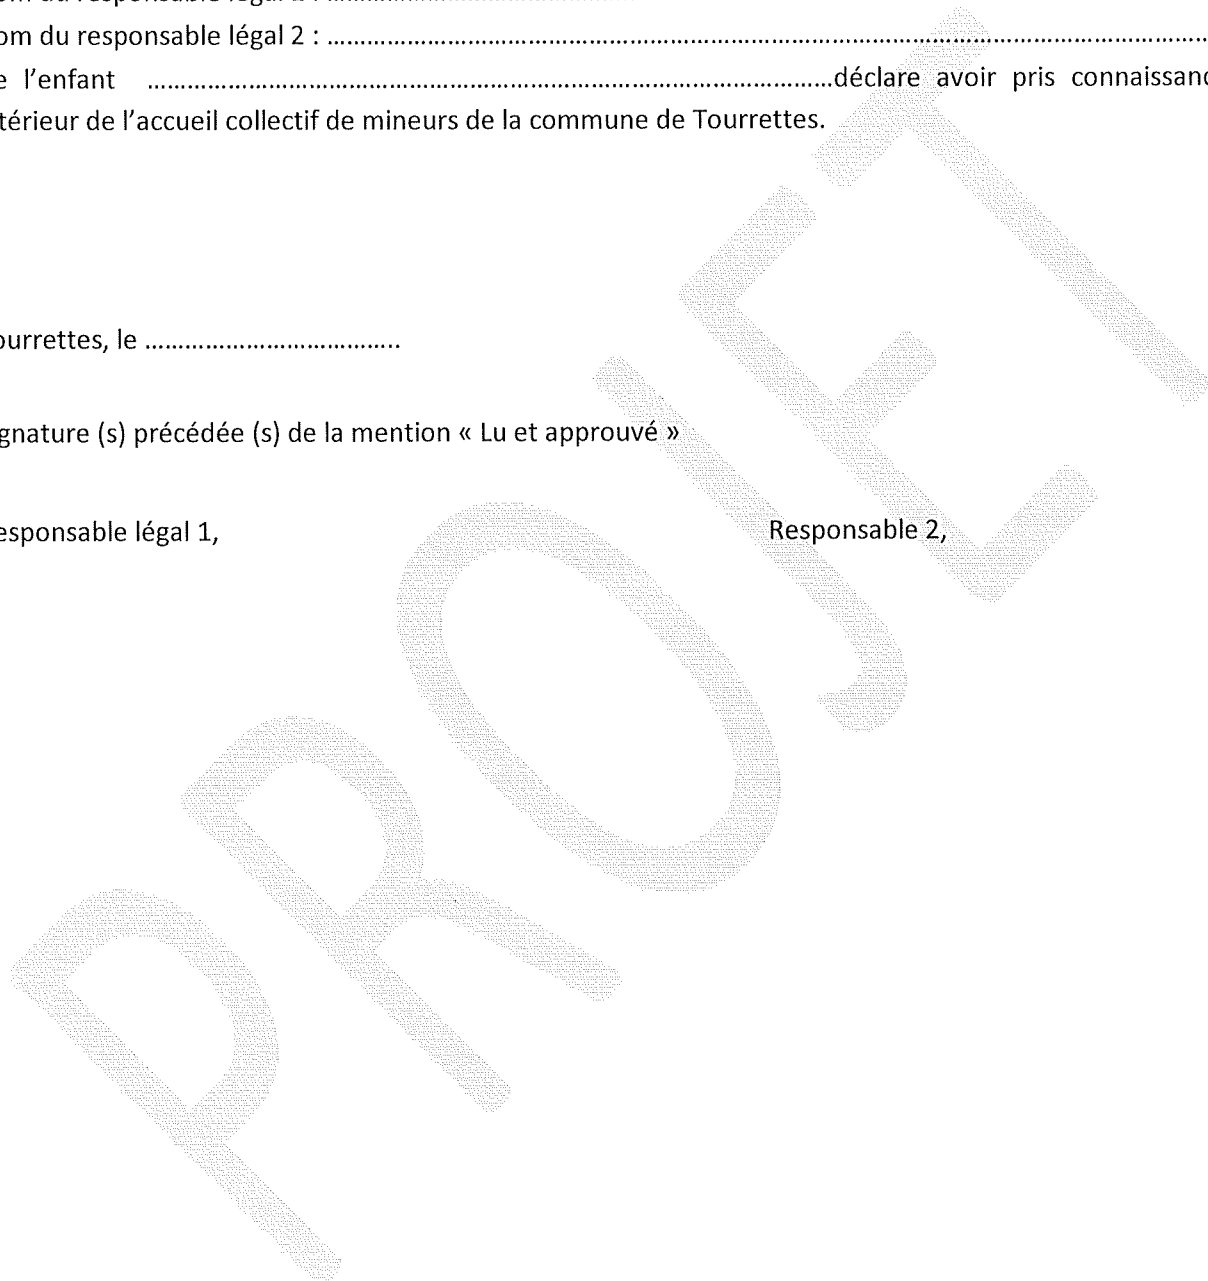 om du responsable légal 2 : ................................................................................
e l'enfant ................................................................................déclare avoir pris connaissanc
térieur de l'accueil collectif de mineurs de la commune de Tourrettes.
ourrettes, le ......................................
gnature (s) précédée (s) de la mention « Lu et approuvé »
esponsable légal 1, Responsable 2,
PROJET